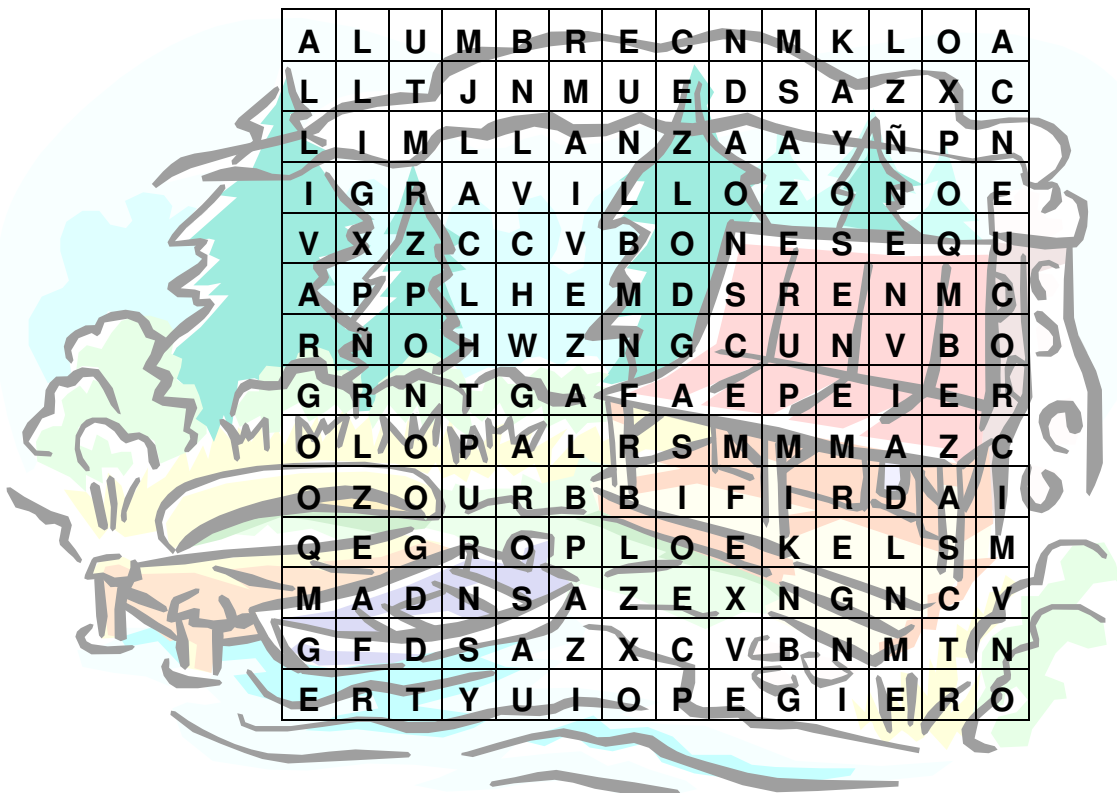 A L U M B R E C N M K L O A
L L T J N M U E D S A Z X C
L I M L L A N Z A A Y Ñ P N
I G R A V I L L O Z O N O E
V X Z C C V B O N E S E Q U
A P P L H E M D S R E N M C
R Ñ O H W Z N G C U N V B O
G R N T G A F A E P E I E R
O L O P A L R S M M M A Z C
O Z O U R B B I F I R D A I
Q E G R O P L O E K E L S M
M A D N S A Z E X N G N C V
G F D S A Z X C V B N M T N
E R T Y U I O P E G I E R O